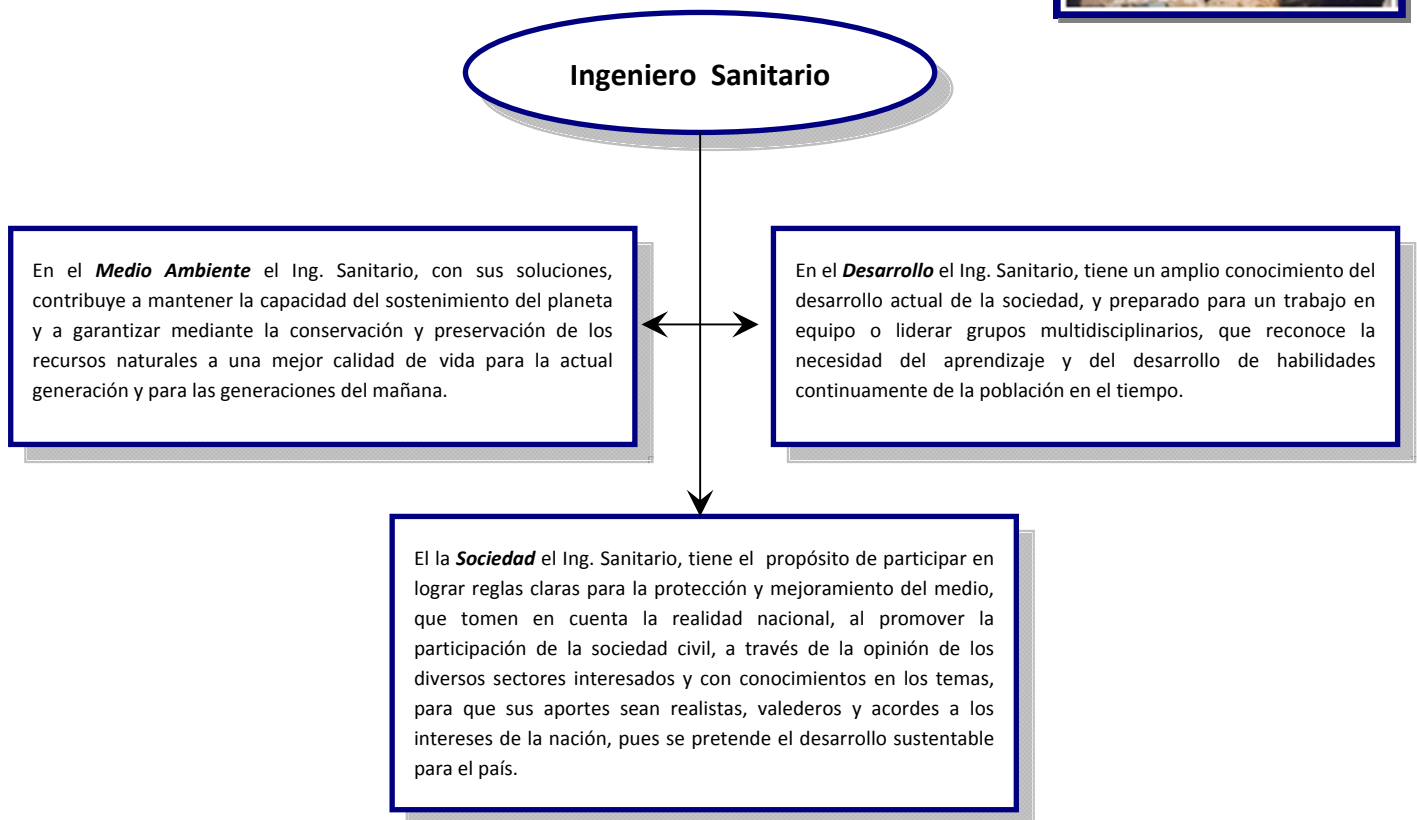 Ingeniero Sanitario
En el Medio Ambiente el Ing. Sanitario, con sus soluciones,
contribuye a mantener la capacidad del sostenimiento del planeta
y a garantizar mediante la conservación y preservación de los
recursos naturales a una mejor calidad de vida para la actual
generación y para las generaciones del mañana.
En el Desarrollo el Ing. Sanitario, tiene un amplio conocimiento del
desarrollo actual de la sociedad, y preparado para un trabajo en
equipo o liderar grupos multidisciplinarios, que reconoce la
necesidad del aprendizaje y del desarrollo de habilidades
continuamente de la población en el tiempo.
El la Sociedad el Ing. Sanitario, tiene el propósito de participar en
lograr reglas claras para la protección y mejoramiento del medio,
que tomen en cuenta la realidad nacional, al promover la
participación de la sociedad civil, a través de la opinión de los
diversos sectores interesados y con conocimientos en los temas,
para que sus aportes sean realistas, valederos y acordes a los
intereses de la nación, pues se pretende el desarrollo sustentable
para el país.